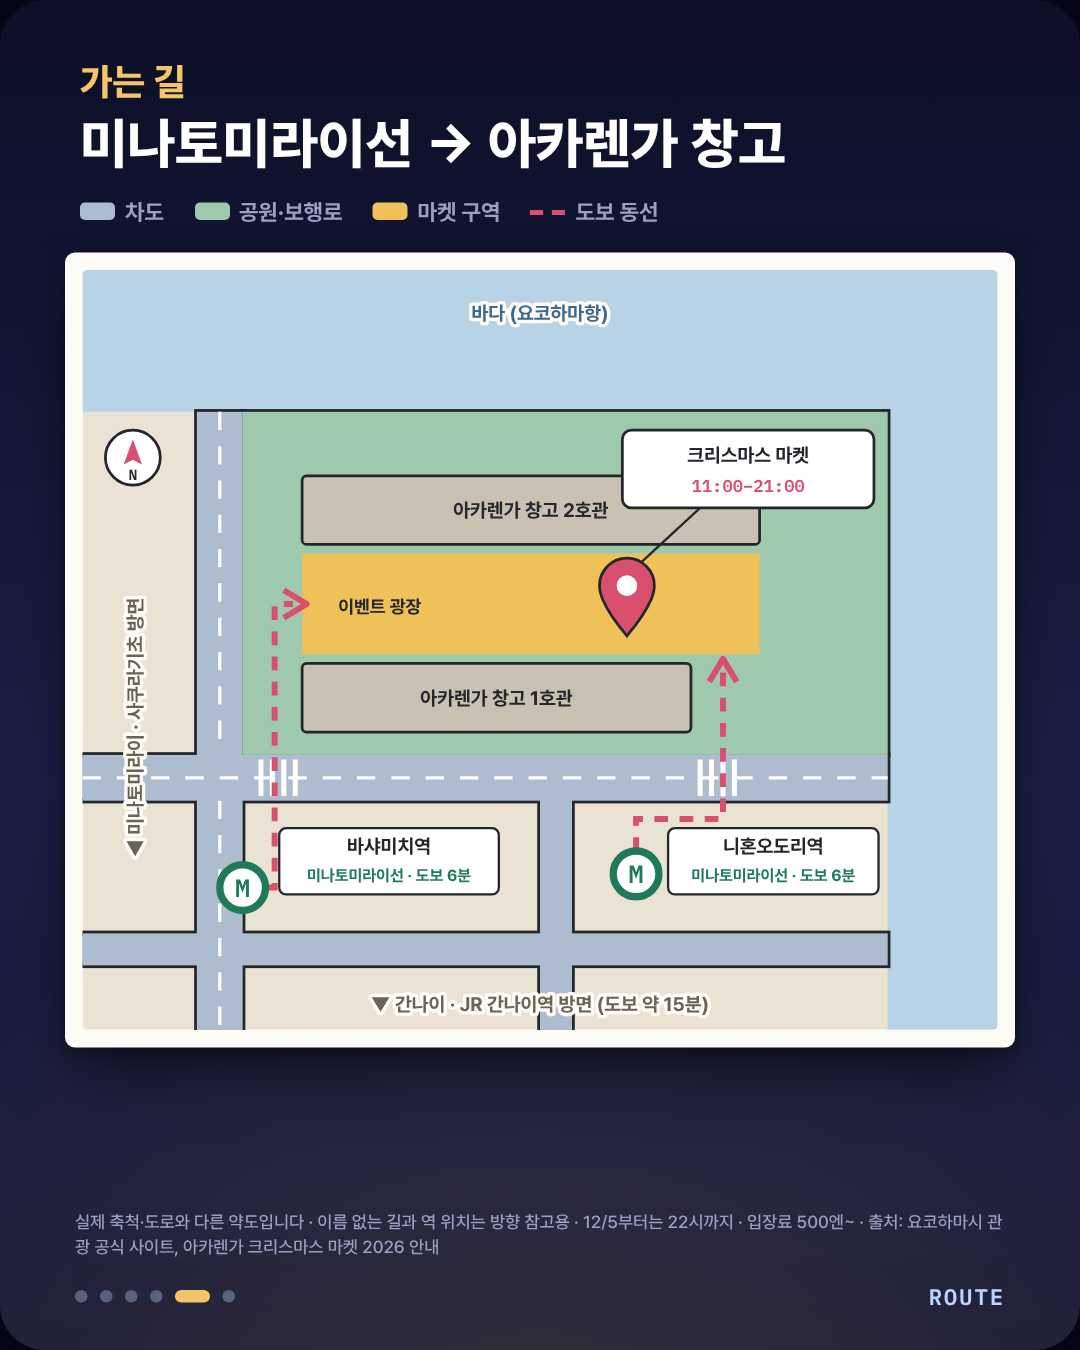 가는 길
미나토미라이선 → 아카렌가 창고
차도
공원·보행로
마켓 구역
도보 동선
바다 (요코하마항)
N
크리스마스 마켓
11:00–21:00
아카렌가 창고 2호관
이벤트 광장
아카렌가 창고 1호관
◀ 미나토미라이 · 사쿠라기초 방면
바샤미치역
미나토미라이선 · 도보 6분
M
니혼오도리역
미나토미라이선 · 도보 6분
M
▼ 간나이 · JR 간나이역 방면 (도보 약 15분)
실제 축척·도로와 다른 약도입니다 · 이름 없는 길과 역 위치는 방향 참고용 · 12/5부터는 22시까지 · 입장료 500엔~ · 출처: 요코하마시 관
광 공식 사이트, 아카렌가 크리스마스 마켓 2026 안내
ROUTE